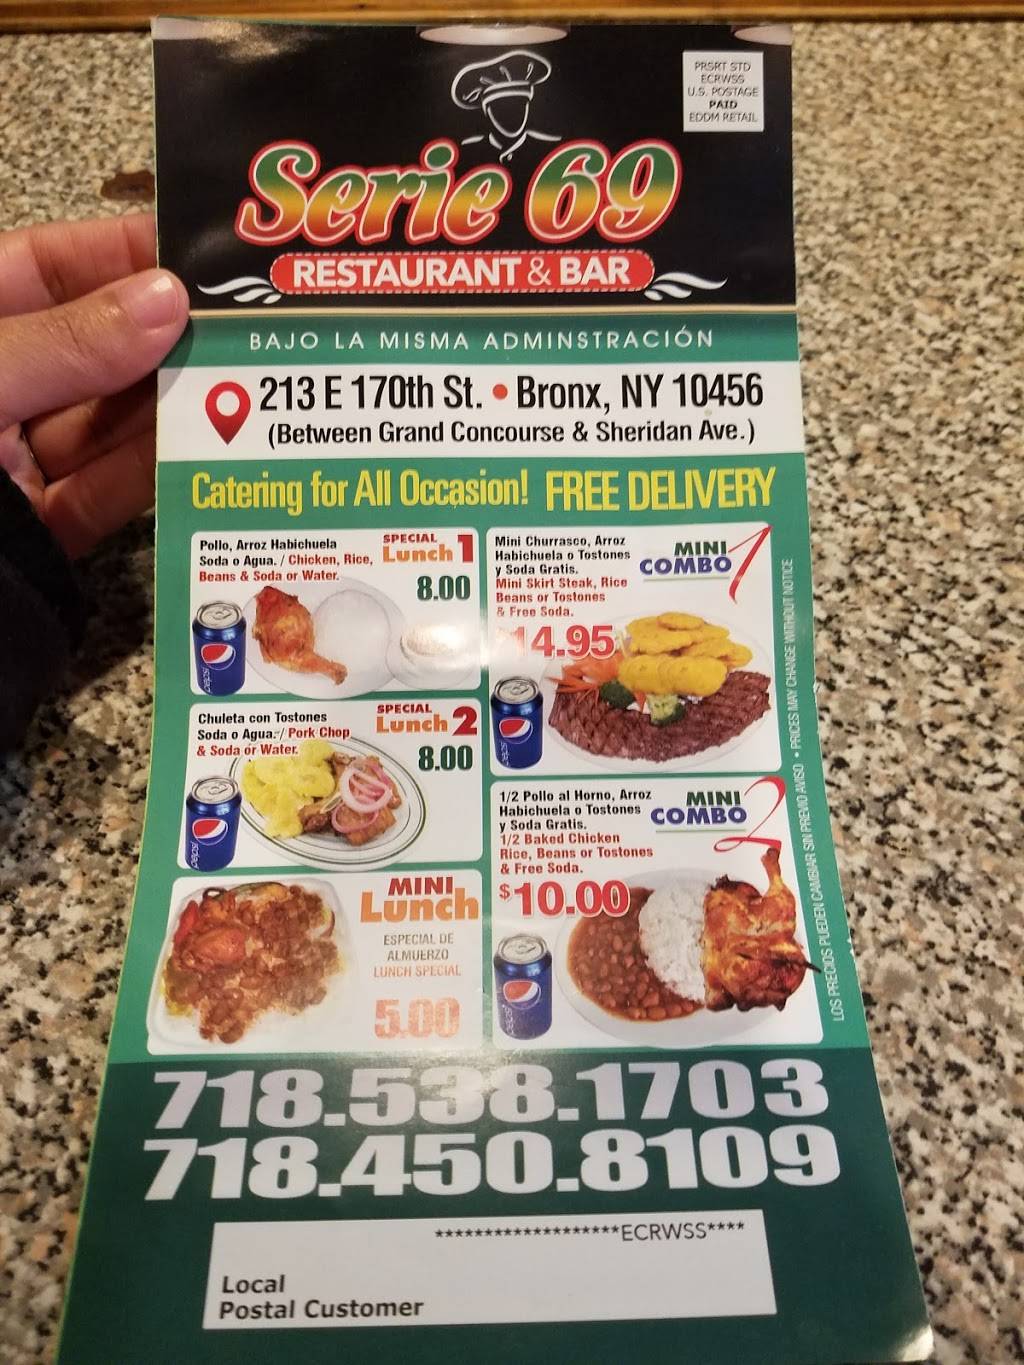 PRSRT STD
ECRWSS
U.S. POSTAGE
PAID
EDDM RETAIL
Serie 69
RESTAURANT & BAR
BAJO LA MISMA ADMINSTRACIÓN
213 E 170th St. • Bronx, NY 10456
(Between Grand Concourse & Sheridan Ave.)
Catering for All Occasion! FREE DELIVERY
Pollo, Arroz Habichuela
Soda o Agua. / Chicken, Rice,
Beans & Soda or Water.
SPECIAL
Lunch 1
8.00
Chuleta con Tostones
Soda o Agua. / Pork Chop
& Soda or Water.
SPECIAL
Lunch 2
8.00
MINI
Lunch
ESPECIAL DE
ALMUERZO
LUNCH SPECIAL
5.00
Mini Churrasco, Arroz
Habichuela o Tostones
y Soda Gratis.
Mini Skirt Steak, Rice
Beans or Tostones
& Free Soda.
MINI
COMBO 1
14.95
1/2 Pollo al Horno, Arroz
Habichuela o Tostones
y Soda Gratis.
1/2 Baked Chicken
Rice, Beans or Tostones
& Free Soda.
MINI
COMBO 2
$10.00
pepsi
pepsi
pepsi
pepsi
LOS PRECIOS PUEDEN CAMBIAR SIN PREVIO AVISO • PRICES MAY CHANGE WITHOUT NOTICE
718.538.1703
718.450.8109
*******************ECRWSS****
Local
Postal Customer